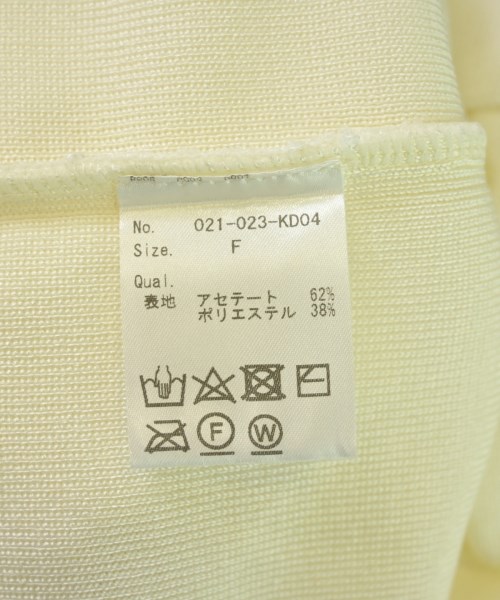 No. 021-023-KD04
Size. F
Qual.
表地 アセテート 62%
ポリエステル 38%
F W